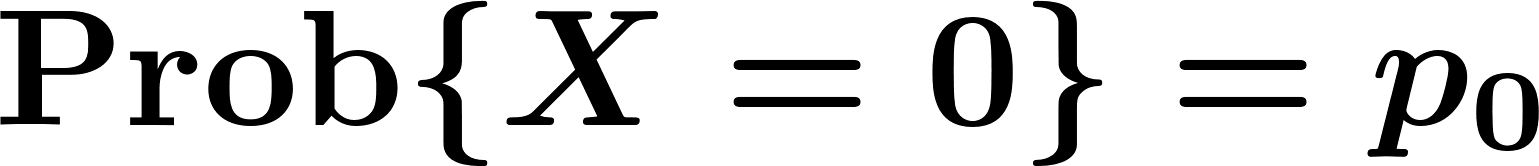 Prob{X = 0} = p₀